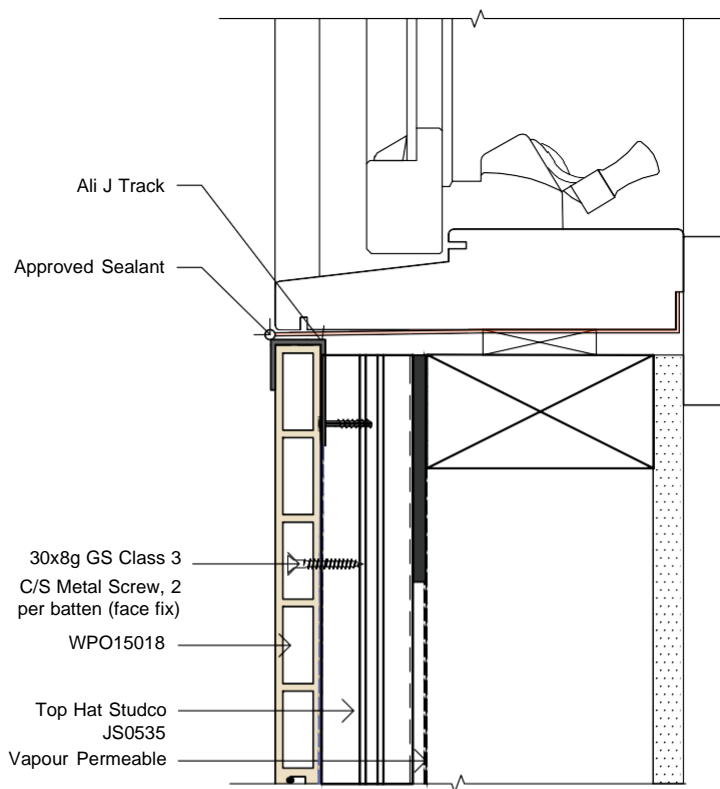 Ali J Track
Approved Sealant
30x8g GS Class 3
C/S Metal Screw, 2
per batten (face fix)
WPO15018
Top Hat Studco
JS0535
Vapour Permeable